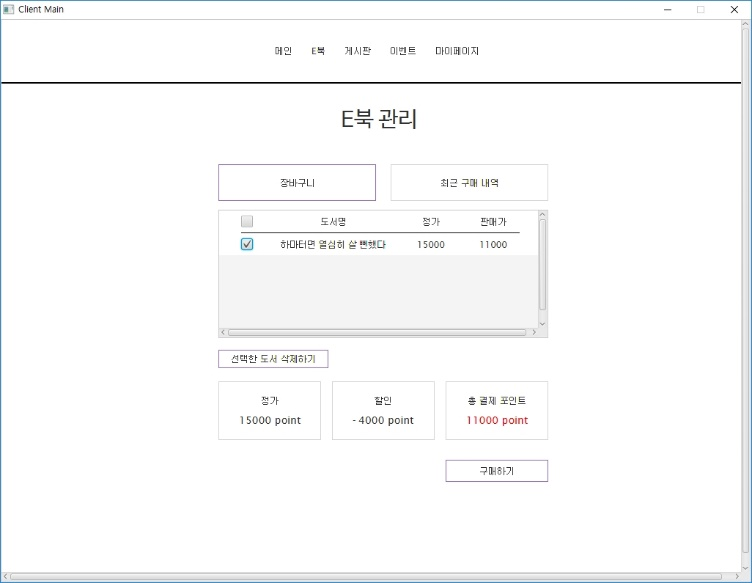 Client Main
메인 E북 게시판 이벤트 마이페이지
E북 관리
장바구니 최근 구매 내역
도서명 정가 판매가
하마터면 열심히 살 뻔했다 15000 11000
선택한 도서 삭제하기
정가 할인 총 결제 포인트
15000 point - 4000 point 11000 point
구매하기